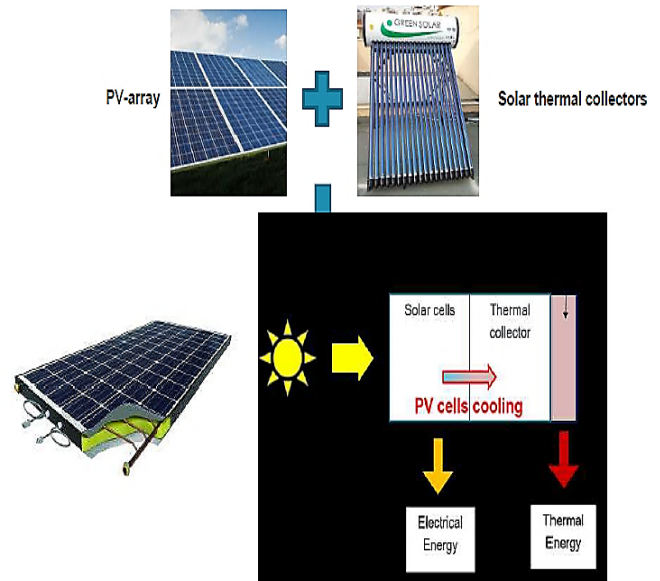 GREEN SOLAR
PV-array
Solar thermal collectors
Solar cells
Thermal
collector
PV cells cooling
Electrical
Energy
Thermal
Energy